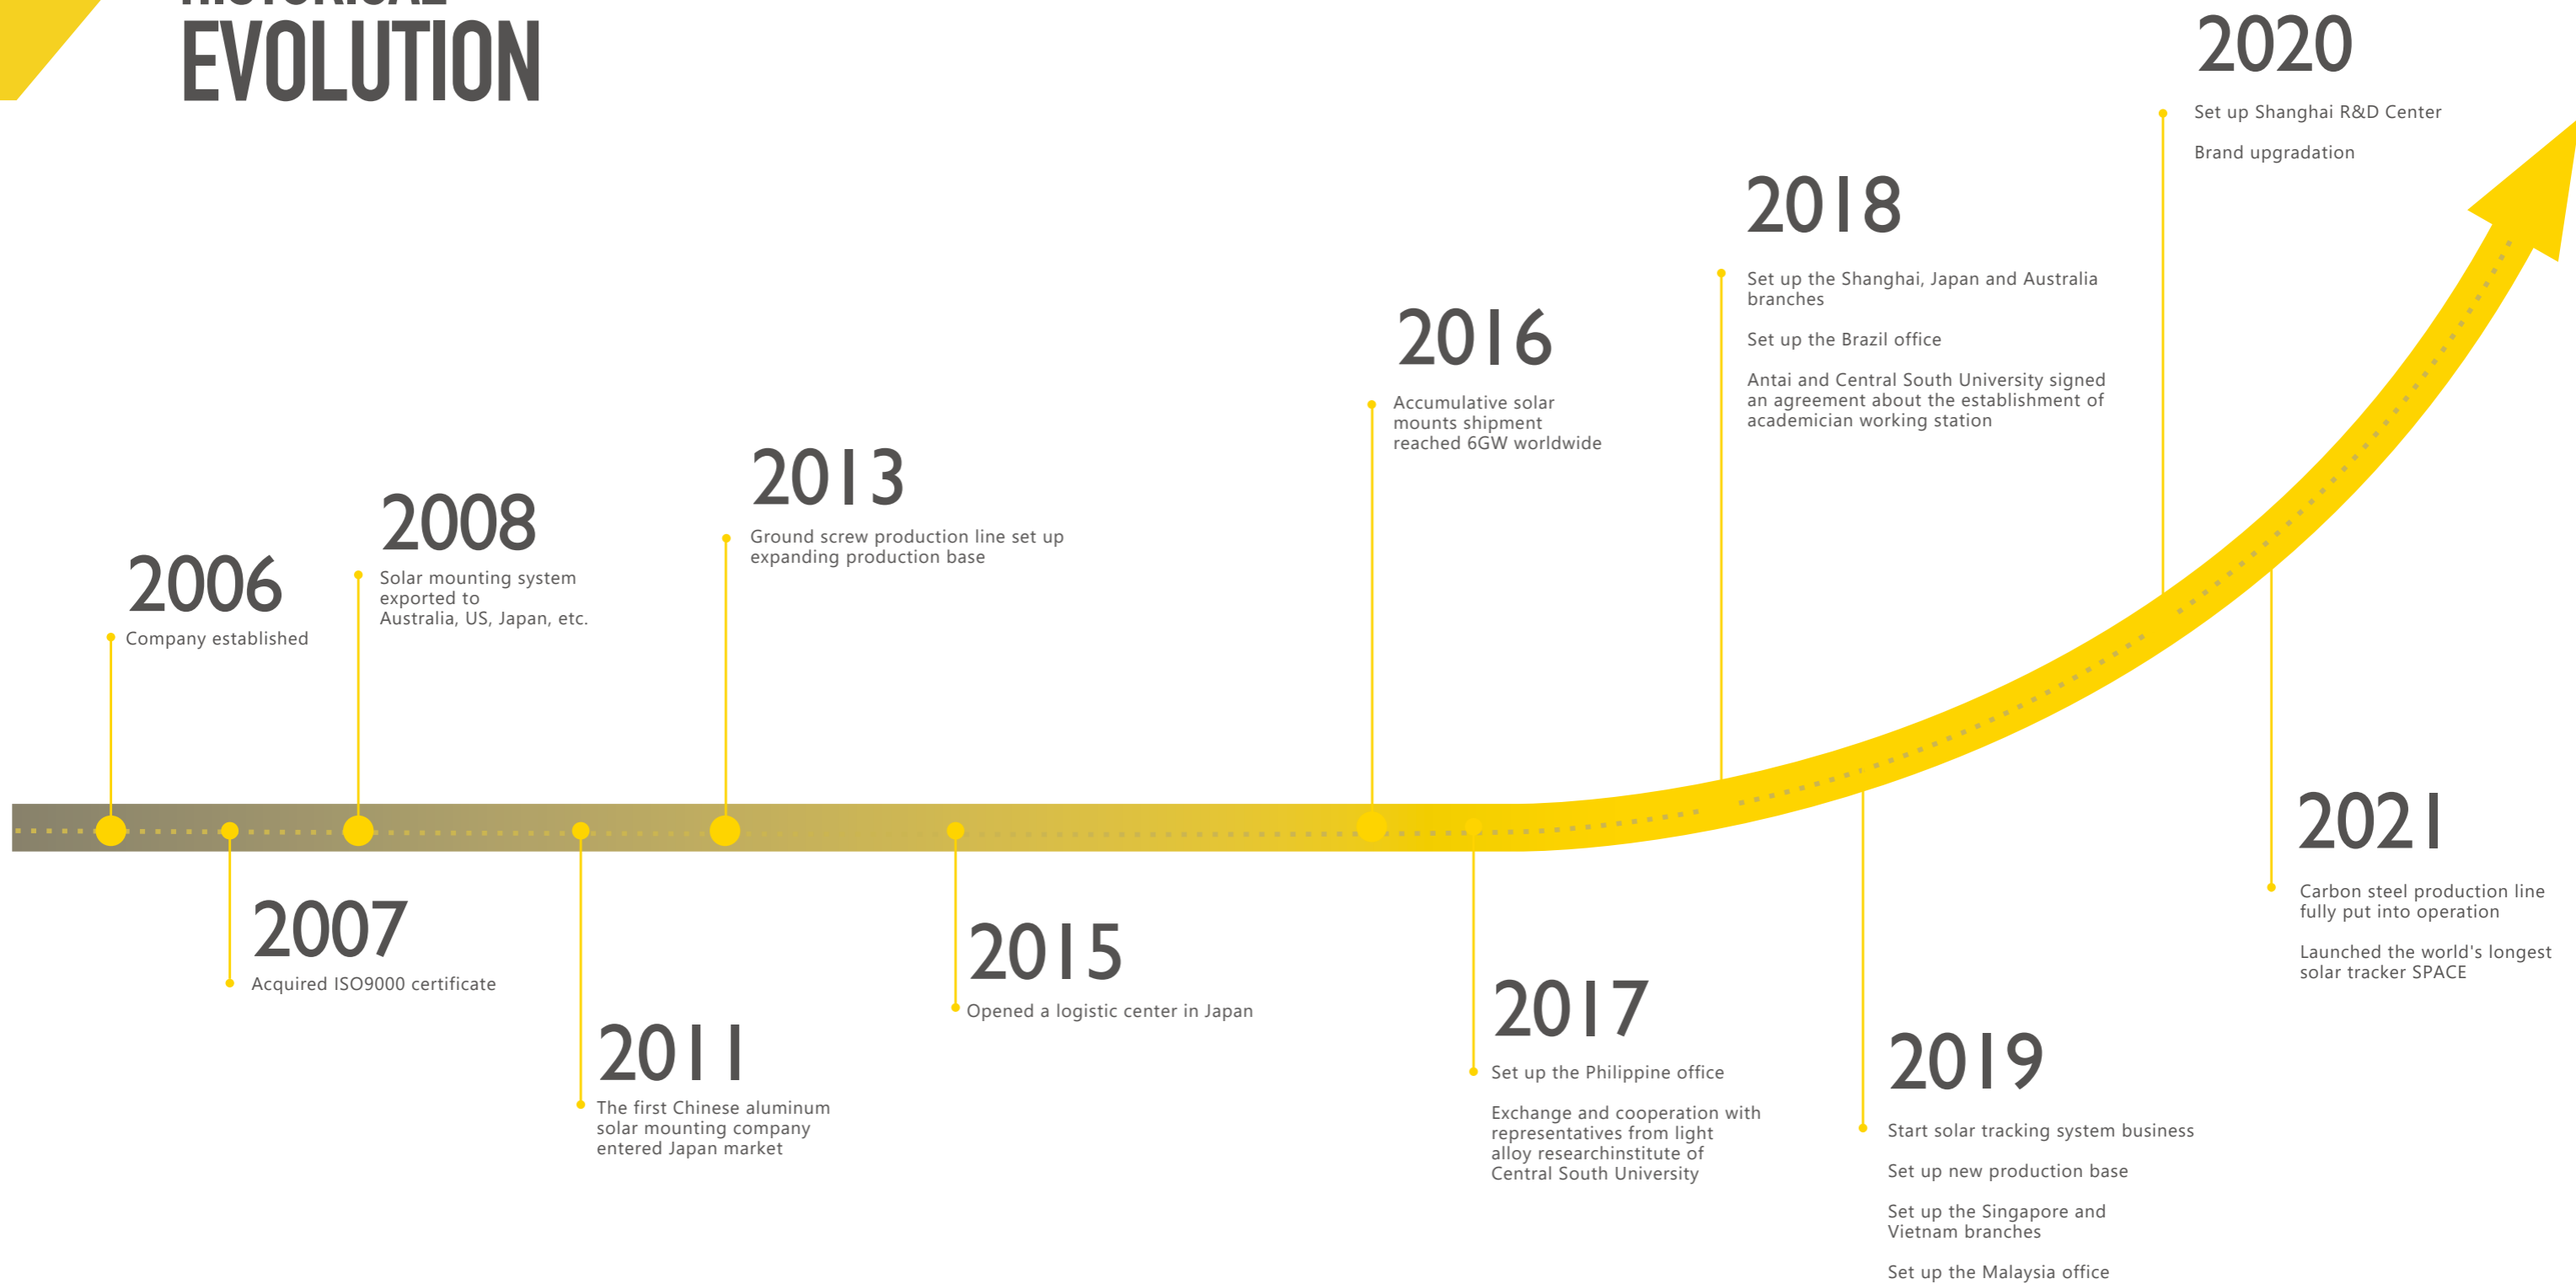 HISTORICAL
EVOLUTION
2006
Company established
2007
Acquired ISO9000 certificate
2008
Solar mounting system
exported to
Australia, US, Japan, etc.
2011
The first Chinese aluminum
solar mounting company
entered Japan market
2013
Ground screw production line set up
expanding production base
2015
Opened a logistic center in Japan
2016
Accumulative solar
mounts shipment
reached 6GW worldwide
2017
Set up the Philippine office
Exchange and cooperation with
representatives from light
alloy researchinstitute of
Central South University
2018
Set up the Shanghai, Japan and Australia
branches
Set up the Brazil office
Antai and Central South University signed
an agreement about the establishment of
academician working station
2019
Start solar tracking system business
Set up new production base
Set up the Singapore and
Vietnam branches
Set up the Malaysia office
2020
Set up Shanghai R&D Center
Brand upgradation
2021
Carbon steel production line
fully put into operation
Launched the world's longest
solar tracker SPACE